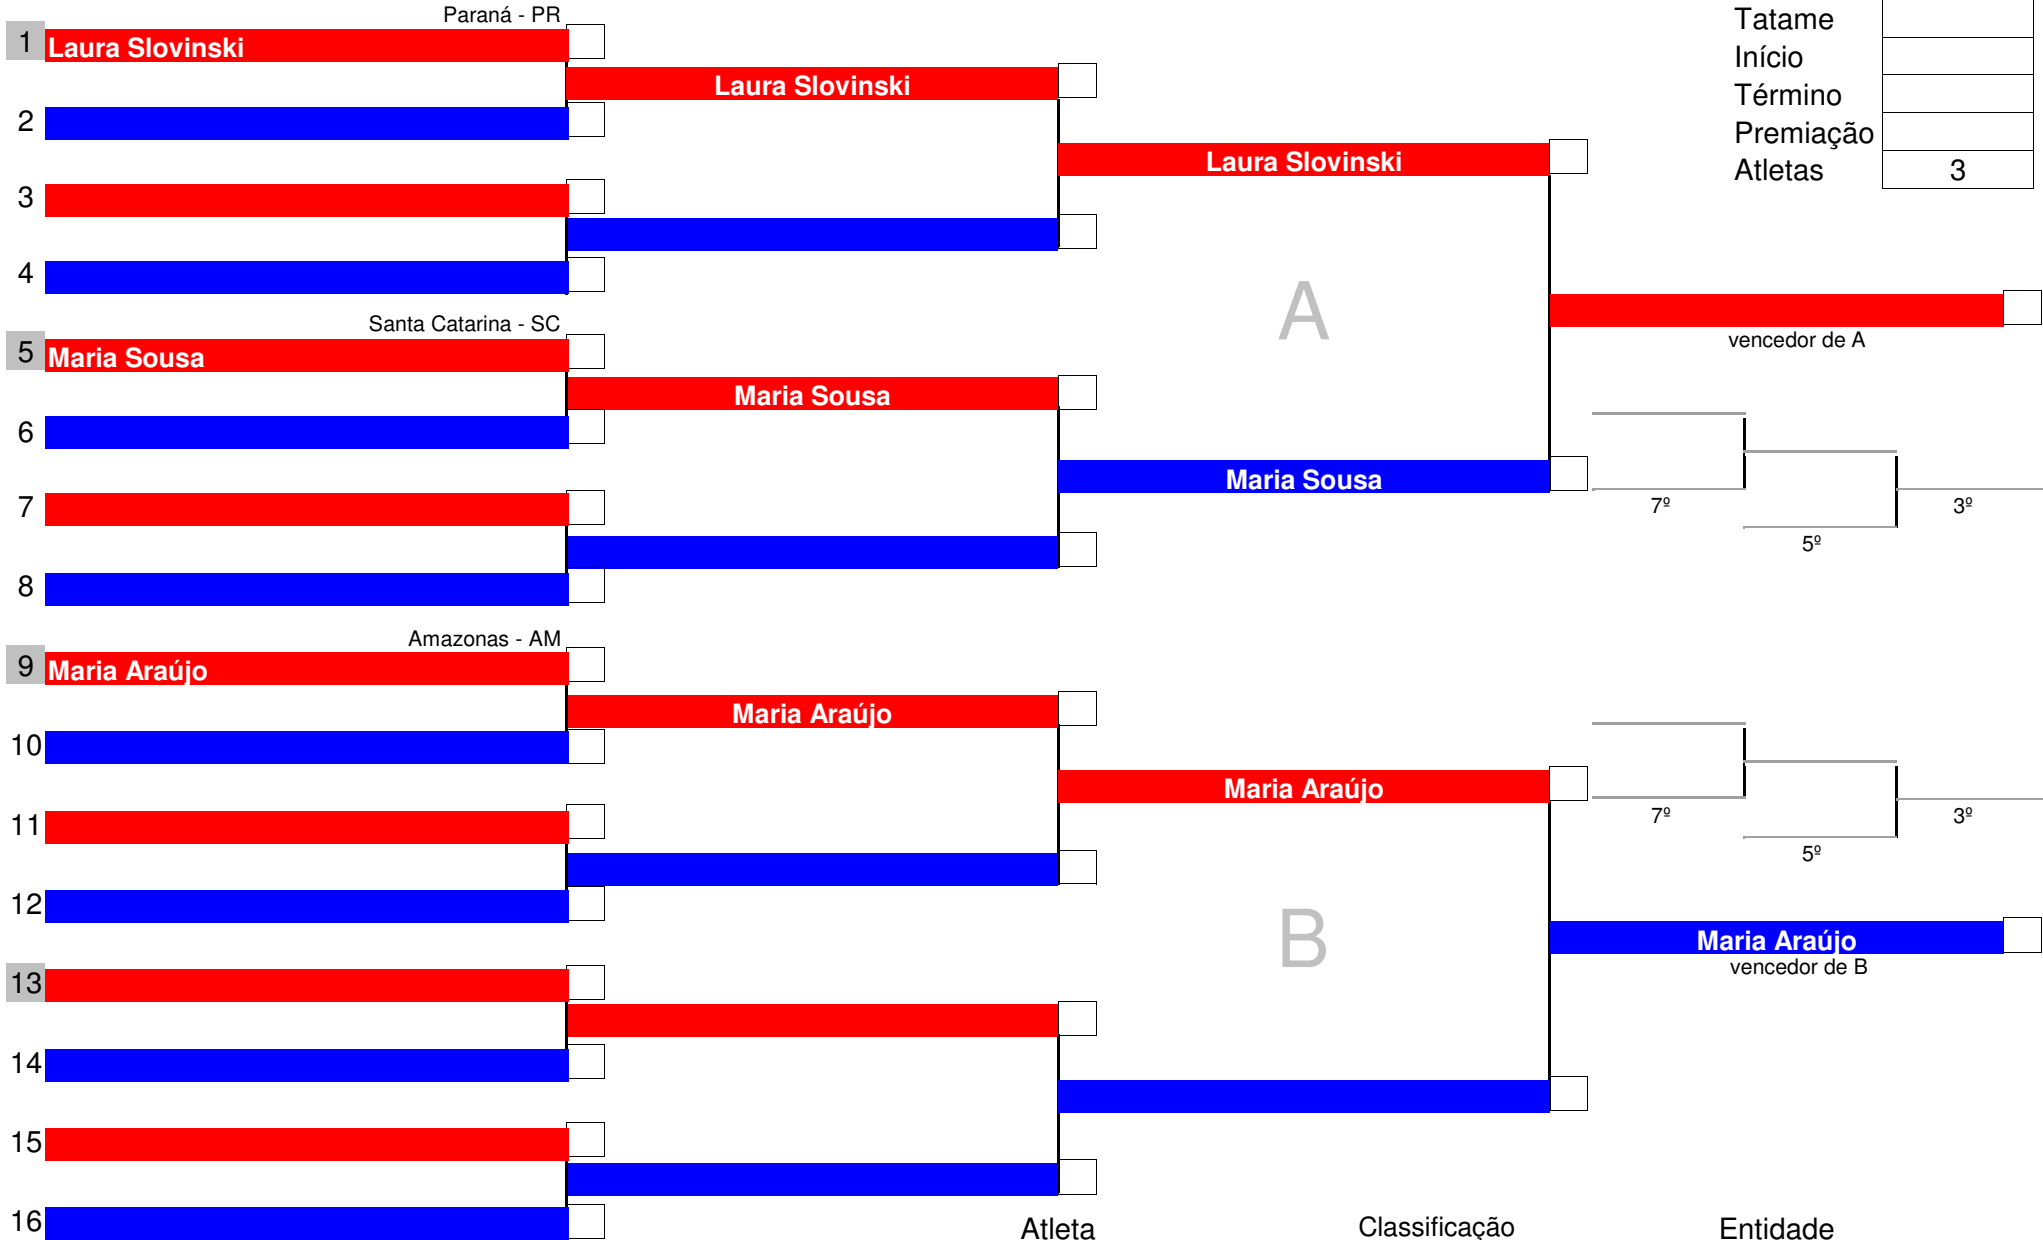 Paraná - PR
Tatame
1 Laura Slovinski
Início
Laura Slovinski
Término
2
Premiação
Laura Slovinski
Atletas 3
3
4
A
Santa Catarina - SC
vencedor de A
5 Maria Sousa
Maria Sousa
6
Maria Sousa
7
7º 3º
5º
8
Amazonas - AM
9 Maria Araújo
Maria Araújo
10
Maria Araújo
11
7º 3º
5º
12
B
Maria Araújo
vencedor de B
13
14
15
16
Atleta Classificação Entidade